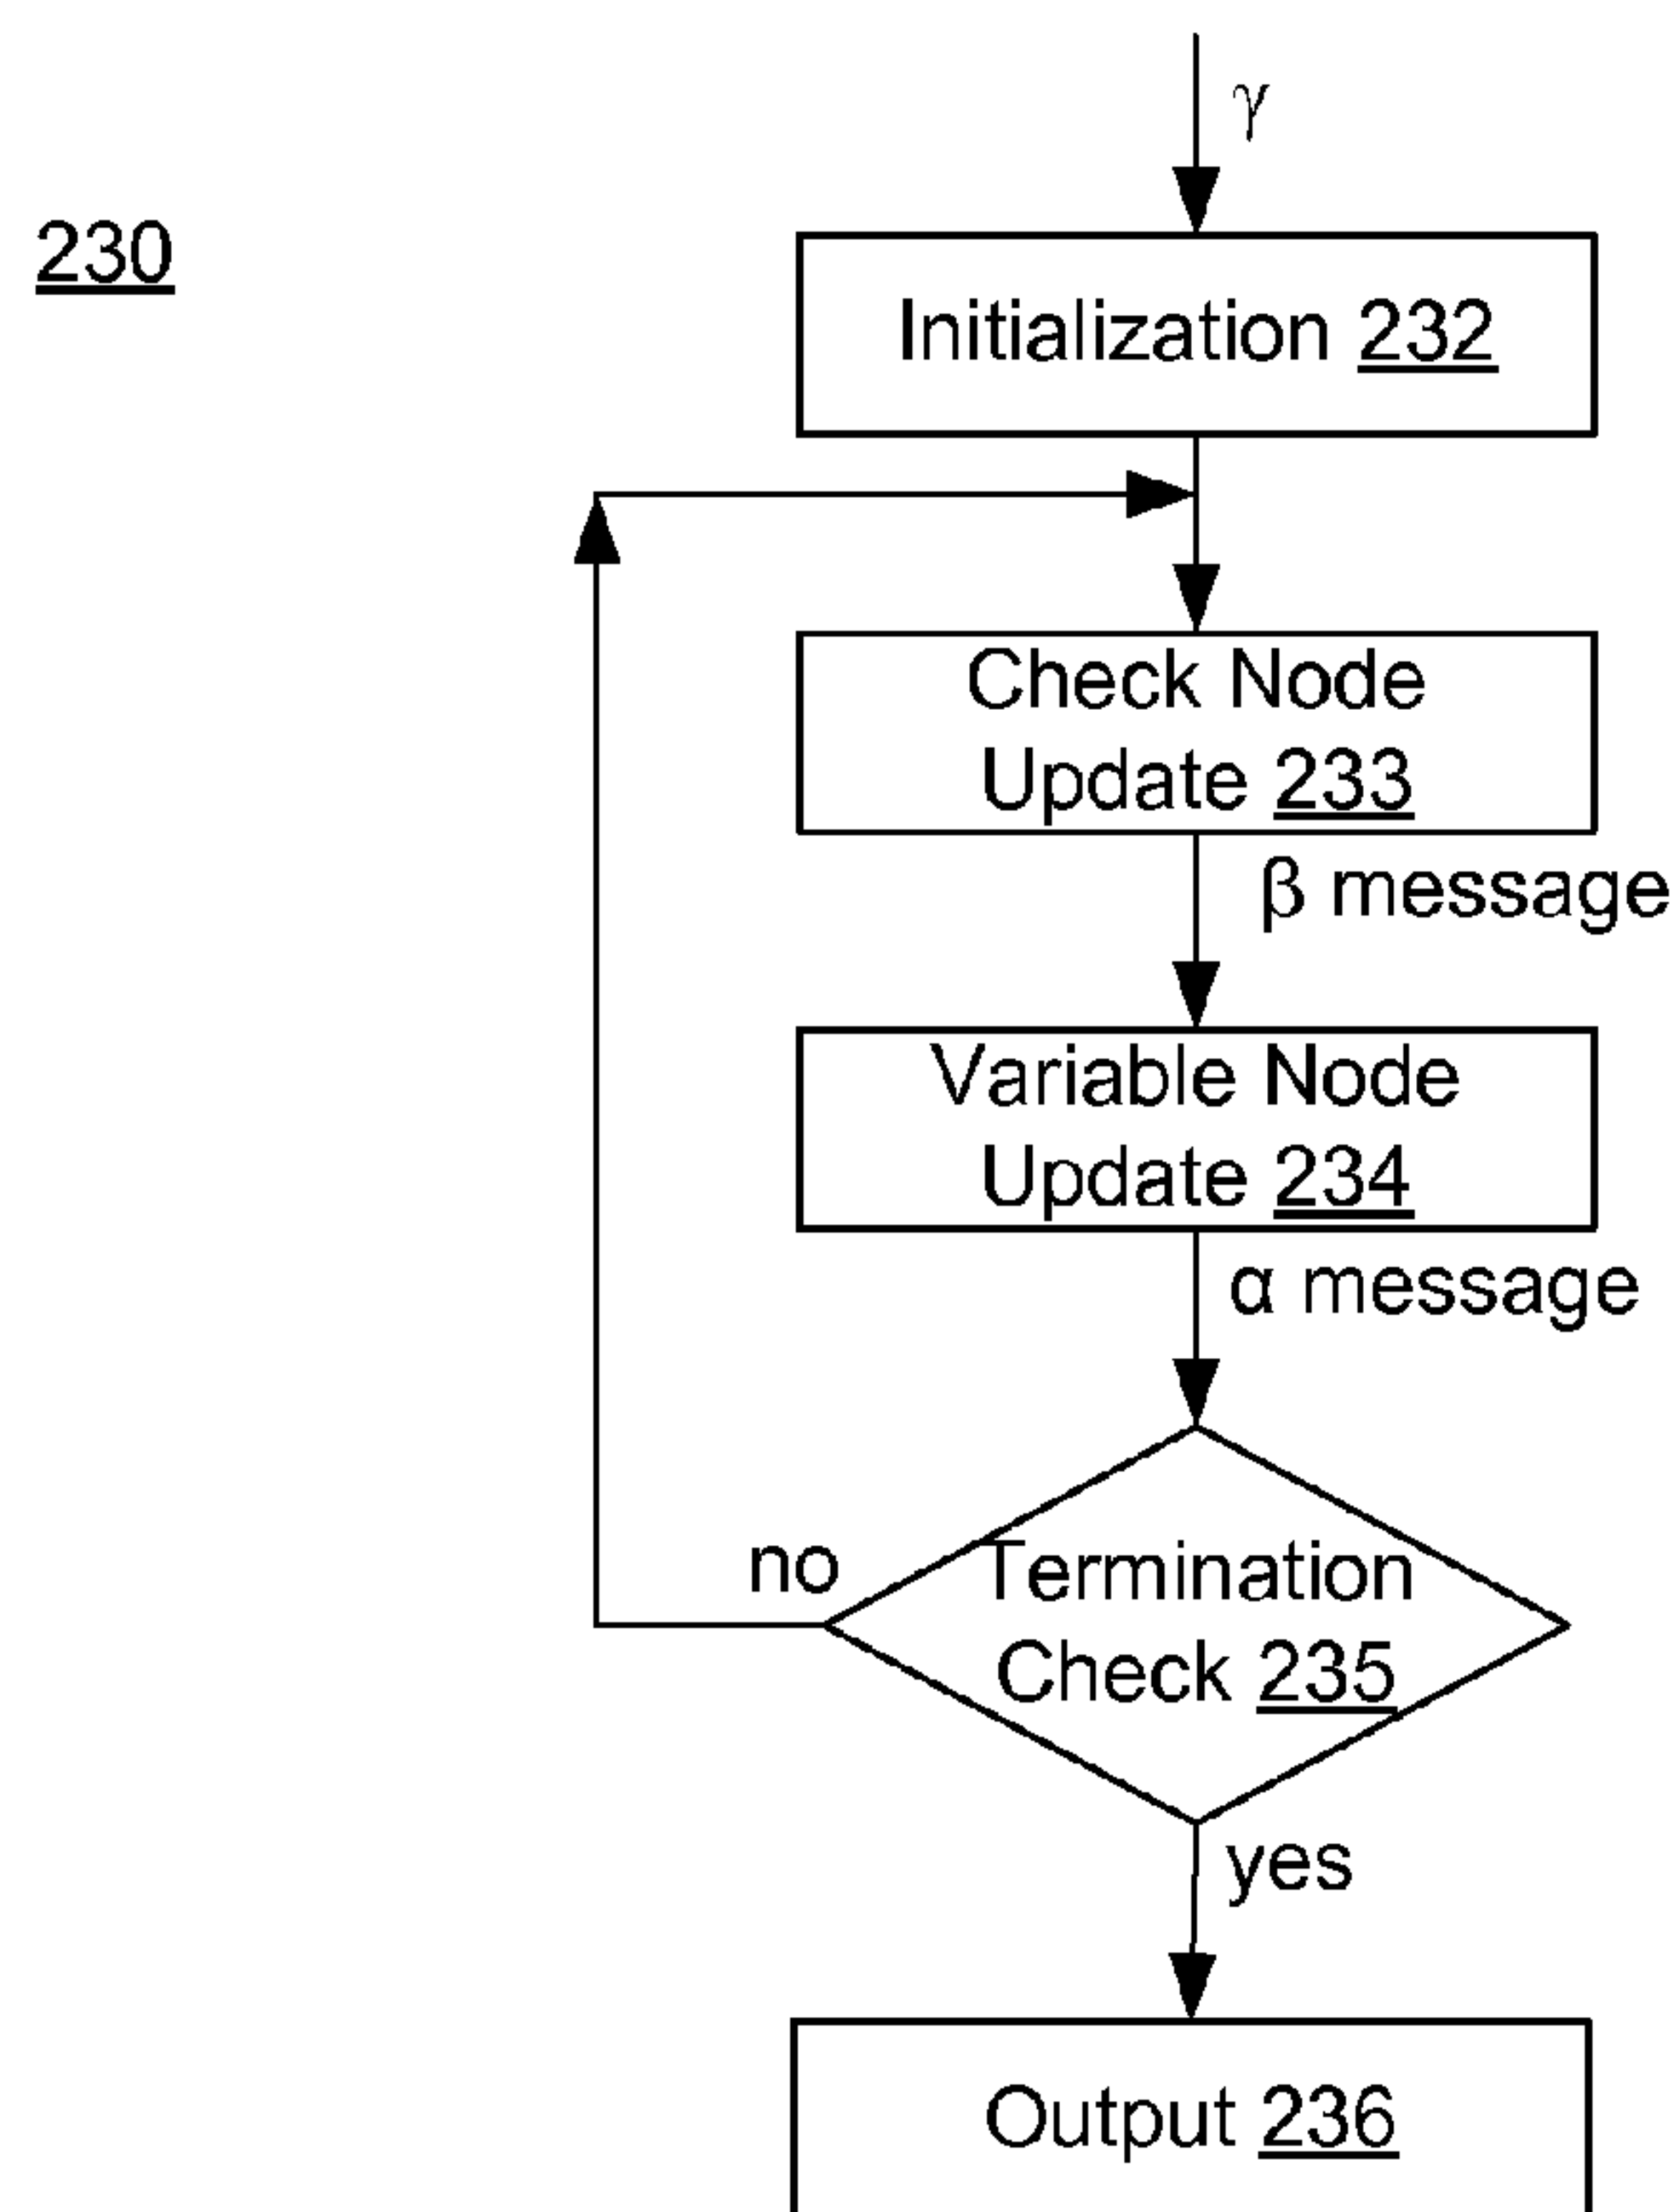 γ
230
Initialization 232
Check Node
Update 233
β message
Variable Node
Update 234
α message
no
Termination
Check 235
yes
Output 236